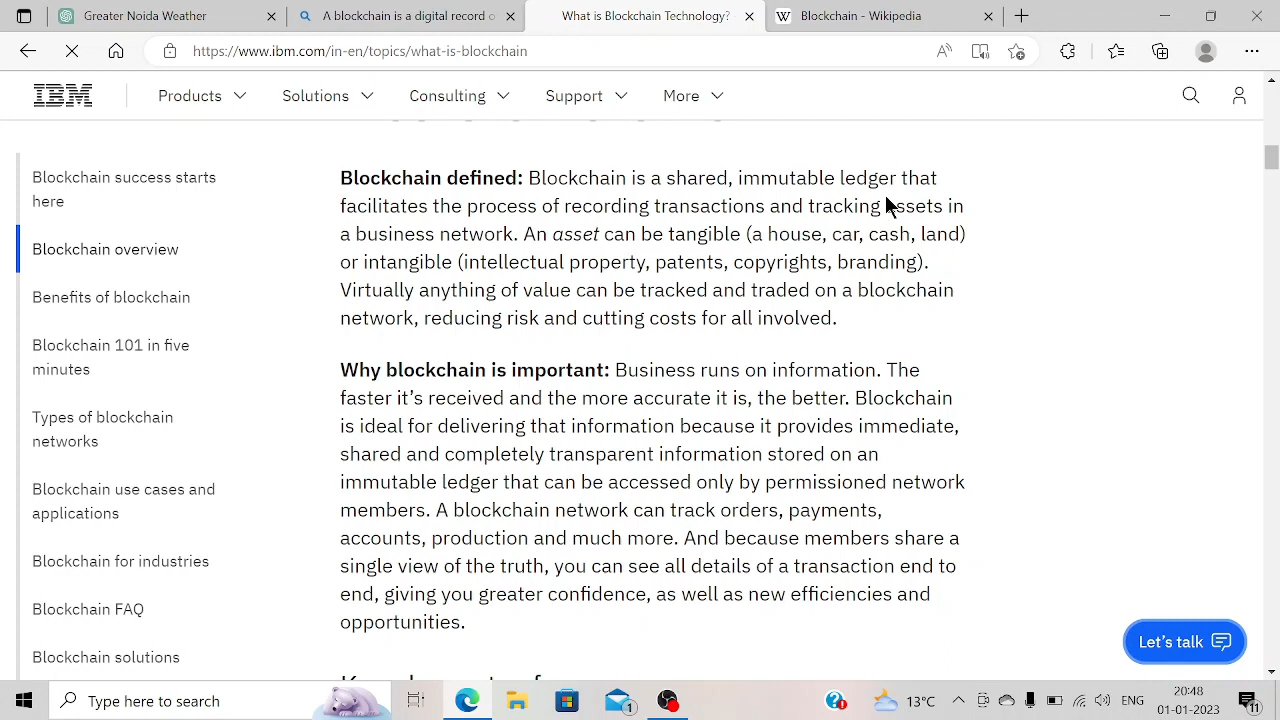 Greater Noida Weather
A blockchain is a digital record o
What is Blockchain Technology?
Blockchain - Wikipedia
https://www.ibm.com/in-en/topics/what-is-blockchain
IBM
Products
Solutions
Consulting
Support
More
Blockchain success starts
here
Blockchain overview
Benefits of blockchain
Blockchain 101 in five
minutes
Types of blockchain
networks
Blockchain use cases and
applications
Blockchain for industries
Blockchain FAQ
Blockchain solutions
Blockchain defined: Blockchain is a shared, immutable ledger that
facilitates the process of recording transactions and tracking assets in
a business network. An asset can be tangible (a house, car, cash, land)
or intangible (intellectual property, patents, copyrights, branding).
Virtually anything of value can be tracked and traded on a blockchain
network, reducing risk and cutting costs for all involved.
Why blockchain is important: Business runs on information. The
faster it’s received and the more accurate it is, the better. Blockchain
is ideal for delivering that information because it provides immediate,
shared and completely transparent information stored on an
immutable ledger that can be accessed only by permissioned network
members. A blockchain network can track orders, payments,
accounts, production and much more. And because members share a
single view of the truth, you can see all details of a transaction end to
end, giving you greater confidence, as well as new efficiencies and
opportunities.
Let’s talk
Type here to search
1
13°C
ENG
20:48
01-01-2023
11